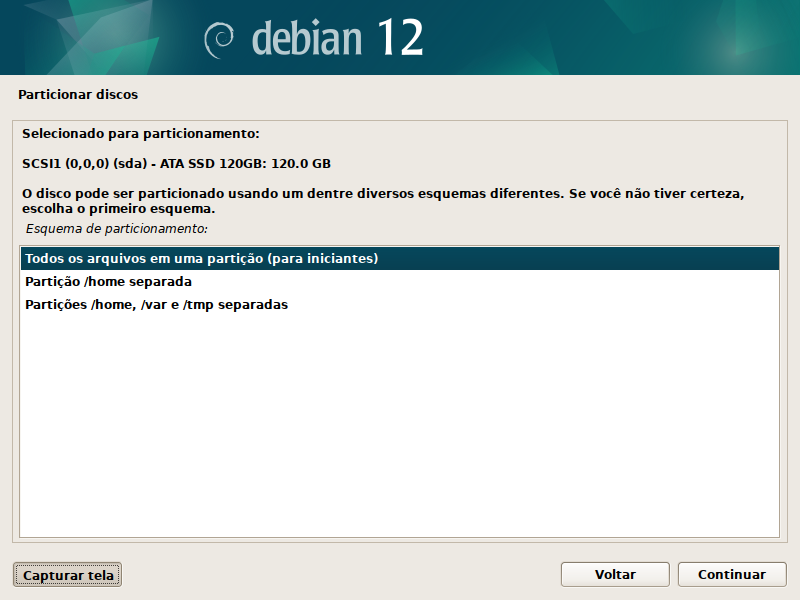 debian 12
Particionar discos
Selecionado para particionamento:
SCSI1 (0,0,0) (sda) - ATA SSD 120GB: 120.0 GB
O disco pode ser particionado usando um dentre diversos esquemas diferentes. Se você não tiver certeza,
escolha o primeiro esquema.
Esquema de particionamento:
Todos os arquivos em uma partição (para iniciantes)
Partição /home separada
Partições /home, /var e /tmp separadas
Capturar tela
Voltar
Continuar